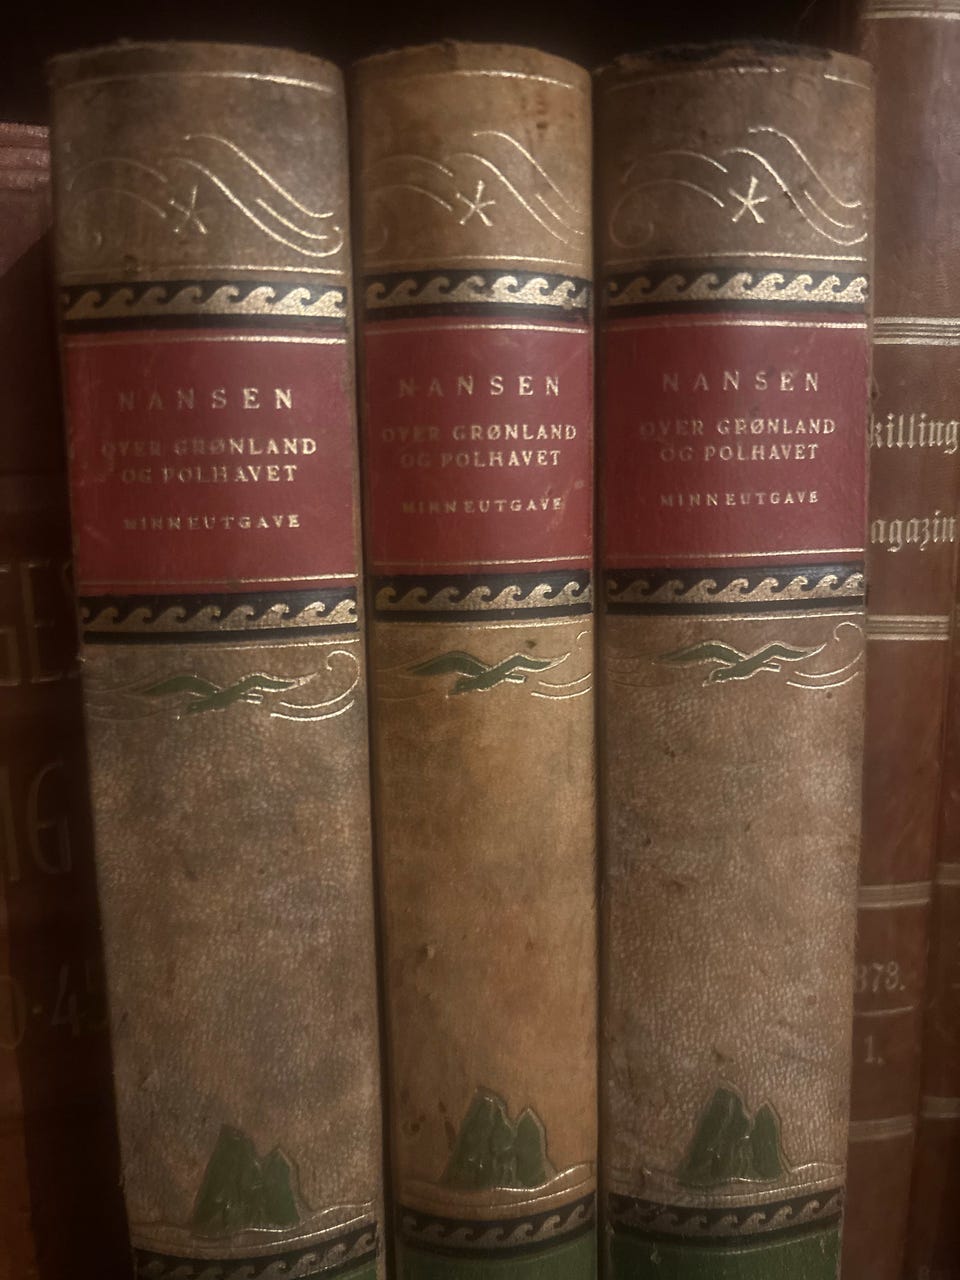 NANSEN
OVER GRØNLAND
OG POLHAVET
MINNEUTGAVE
NANSEN
OVER GRØNLAND
OG POLHAVET
MINNEUTGAVE
NANSEN
OVER GRØNLAND
OG POLHAVET
MINNEUTGAVE
killing
agazin
878.
1.